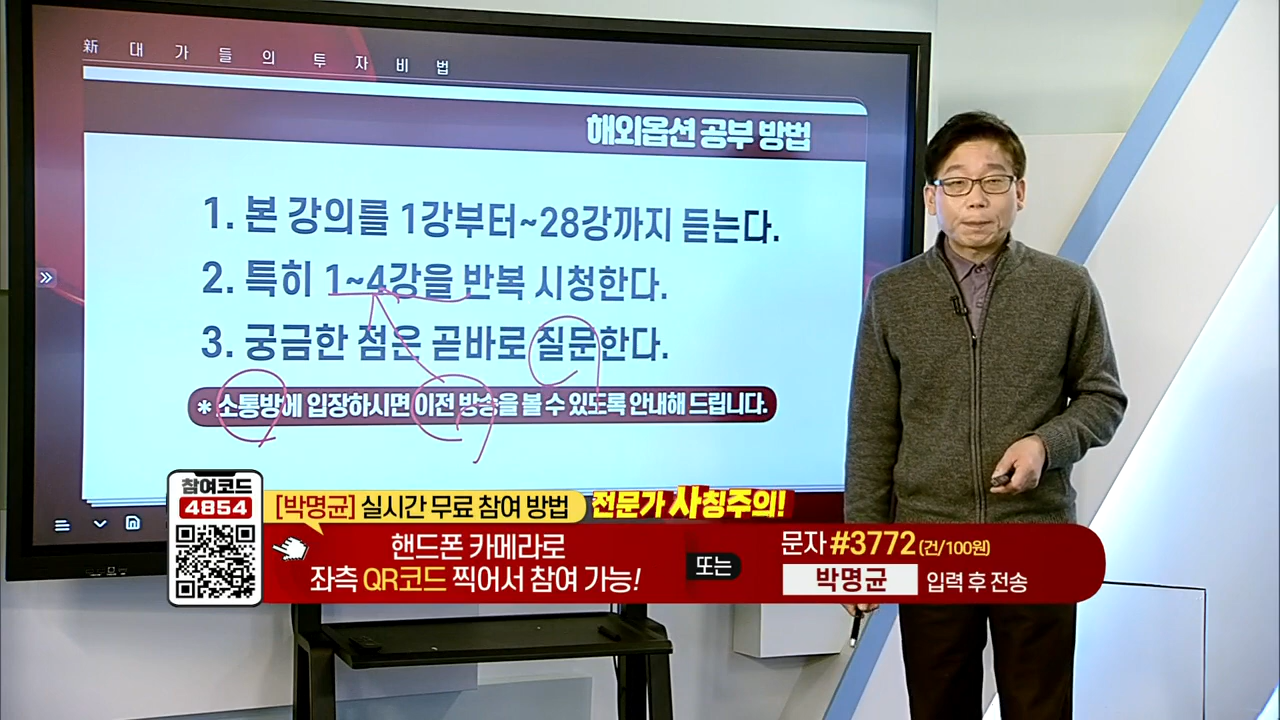 新 대 가 들 의 투 자 비 법
해외옵션 공부 방법
1. 본 강의를 1강부터~28강까지 듣는다.
2. 특히 1~4강을 반복 시청한다.
3. 궁금한 점은 곧바로 질문한다.
* 소통방에 입장하시면 이전 방송을 볼 수 있도록 안내해 드립니다.
참여코드
4854
[박명균] 실시간 무료 참여 방법
전문가 사칭주의!
핸드폰 카메라로
좌측 QR코드 찍어서 참여 가능!
또는
문자 #3772 (건/100원)
박명균 입력 후 전송